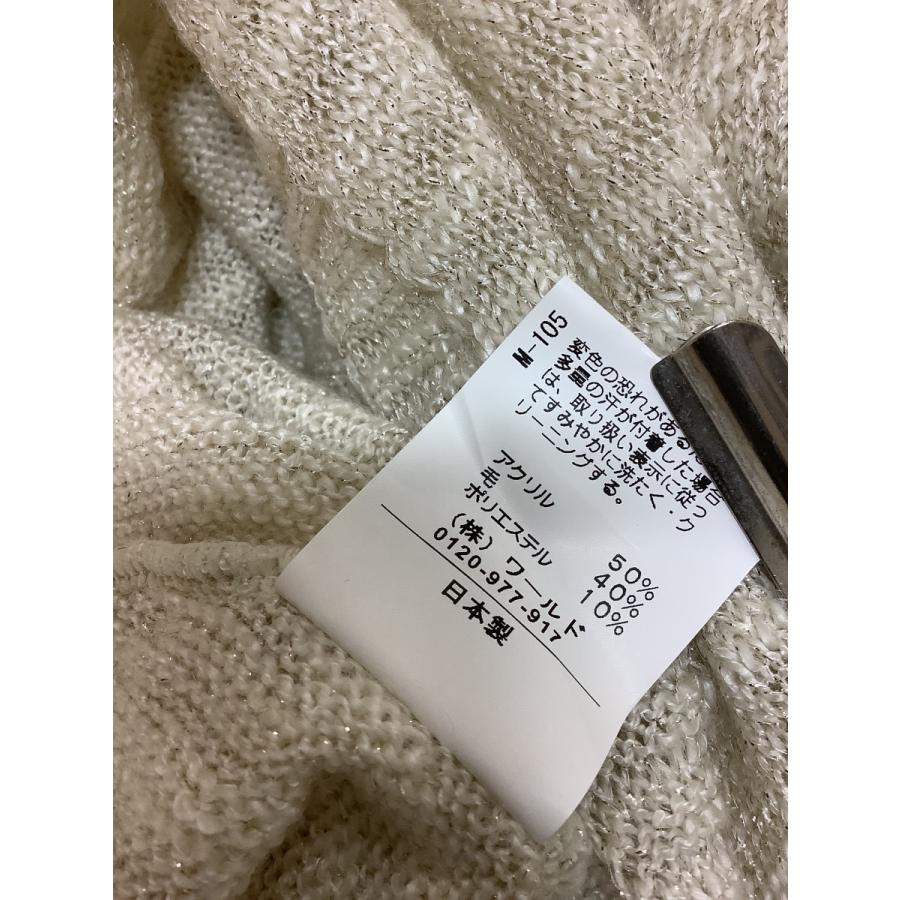 M-105
変色の恐れがある
多量の汗が付着した場合
は、取り扱い表示に従っ
てすみやかに洗たく・ク
リーニングする。
アクリル 50%
毛 40%
ポリエステル 10%
(株)ワールド
0120-977-917
日本製